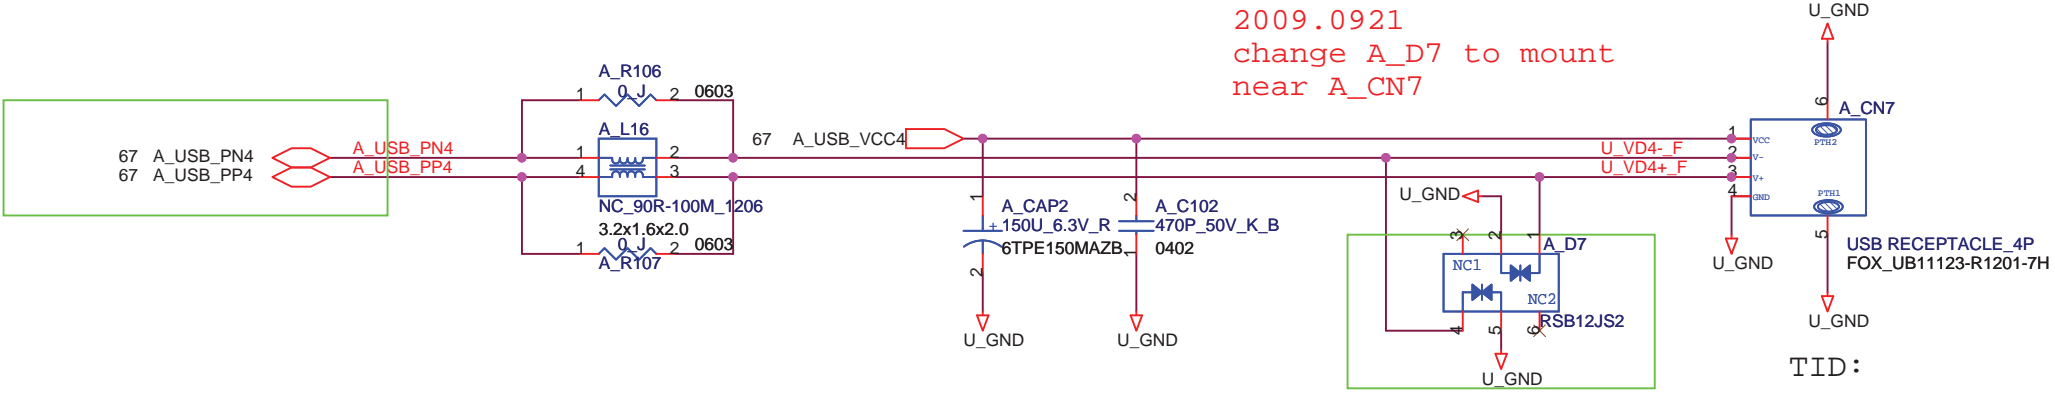 2009.0921
change A_D7 to mount
near A_CN7
U_GND
6
A_CN7
A_R106
1 0_J 2 0603
67 A_USB_PN4
67 A_USB_PP4
A_USB_PN4
A_USB_PP4
A_L16
1 2
4 3
NC_90R-100M_1206
3.2x1.6x2.0
1 0_J 2 0603
A_R107
67 A_USB_VCC4
1
A_CAP2
+ 150U_6.3V_R
6TPE150MAZB
2
U_GND
2
A_C102
470P_50V_K_B
1 0402
U_GND
U_VD4-_F
U_VD4+_F
1 VCC
2 V-
3 V+
4 GND
PTH2
PTH1
5
U_GND
USB RECEPTACLE_4P
FOX_UB11123-R1201-7H
U_GND
U_GND
3 2 1 A_D7
NC1
NC2
RSB12JS2
4 5 6
U_GND
TID: